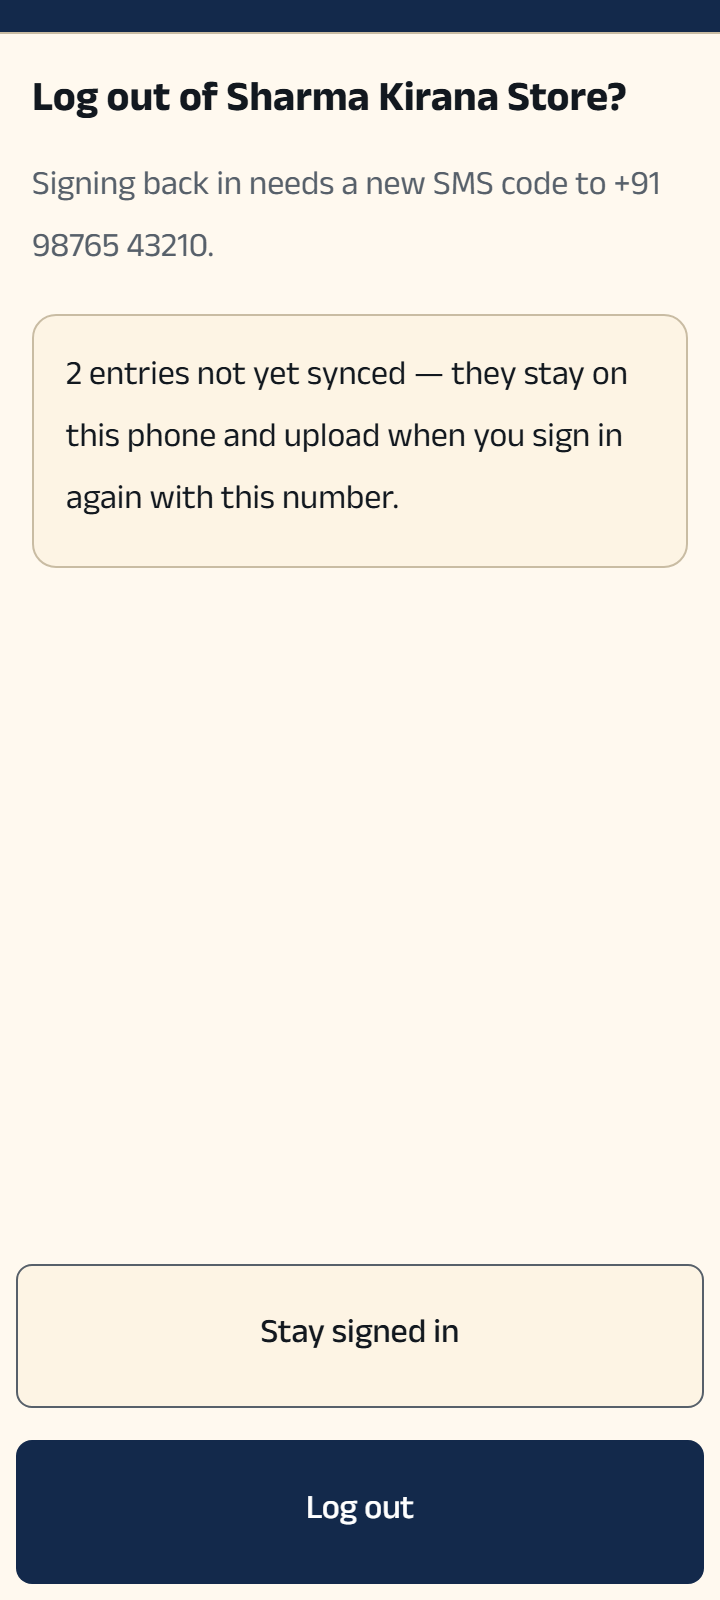 Log out of Sharma Kirana Store?
Signing back in needs a new SMS code to +91
98765 43210.
2 entries not yet synced — they stay on
this phone and upload when you sign in
again with this number.
Stay signed in
Log out